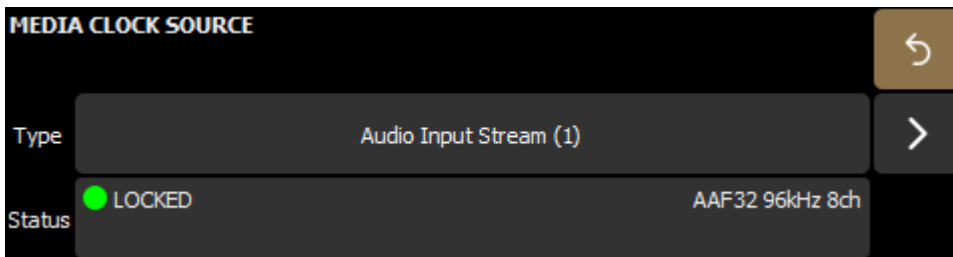 MEDIA CLOCK SOURCE
Type
Audio Input Stream (1)
LOCKED
AAF32 96kHz 8ch
Status